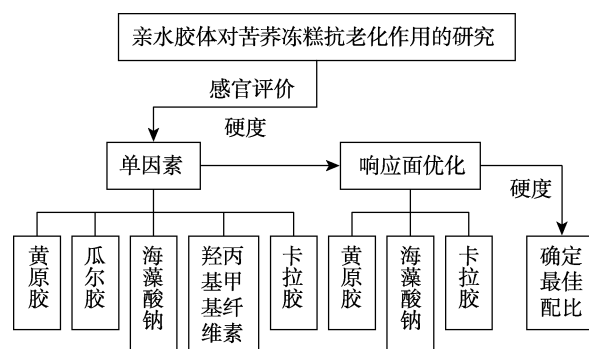 亲水胶体对苦荞冻糕抗老化作用的研究
感官评价
硬度
单因素
响应面优化
硬度
黄原胶
瓜尔胶
海藻酸钠
羟丙基甲基纤维素
卡拉胶
黄原胶
海藻酸钠
卡拉胶
确定最佳配比